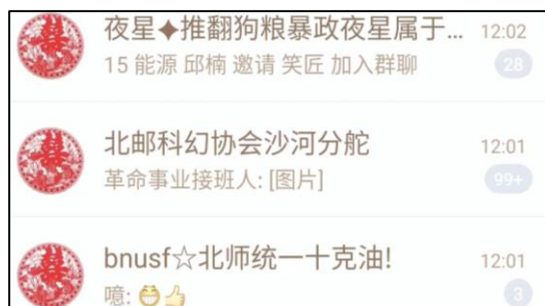 夜星✦推翻狗粮暴政夜星属于... 12:02
15 能源 邱楠 邀请 笑匠 加入群聊 28
北邮科幻协会沙河分舵 12:01
革命事业接班人: [图片] 99+
bnusf☆北师统一十克油! 12:01
噫: 😷👍 3